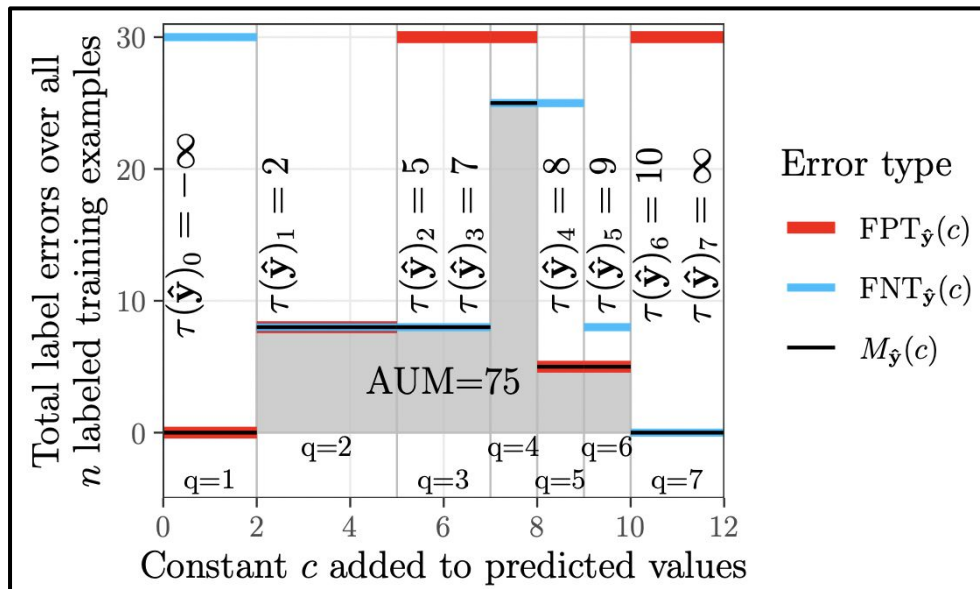 Total label errors over all
n labeled training examples
30
20
10
0
τ(ŷ)₀ = −∞
τ(ŷ)₁ = 2
τ(ŷ)₂ = 5
τ(ŷ)₃ = 7
τ(ŷ)₄ = 8
τ(ŷ)₅ = 9
τ(ŷ)₆ = 10
τ(ŷ)₇ = ∞
AUM=75
q=1
q=2
q=3
q=4
q=5
q=6
q=7
0 2 4 6 8 10 12
Constant c added to predicted values
Error type
FPT_ŷ(c)
FNT_ŷ(c)
M_ŷ(c)